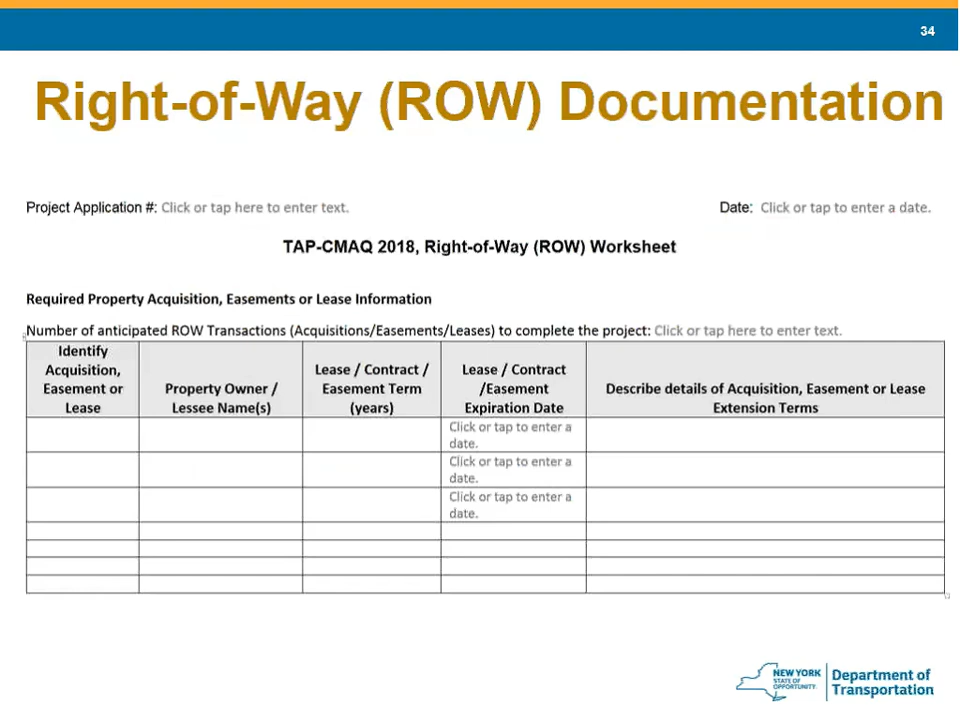 34
Right-of-Way (ROW) Documentation
Project Application #: Click or tap here to enter text.
Date: Click or tap to enter a date.
TAP-CMAQ 2018, Right-of-Way (ROW) Worksheet
Required Property Acquisition, Easements or Lease Information
Number of anticipated ROW Transactions (Acquisitions/Easements/Leases) to complete the project: Click or tap here to enter text.
Identify
Acquisition,
Easement or
Lease
Property Owner /
Lessee Name(s)
Lease / Contract /
Easement Term
(years)
Lease / Contract
/Easement
Expiration Date
Describe details of Acquisition, Easement or Lease
Extension Terms
Click or tap to enter a
date.
Click or tap to enter a
date.
Click or tap to enter a
date.
NEW YORK
STATE OF
OPPORTUNITY.
Department of
Transportation